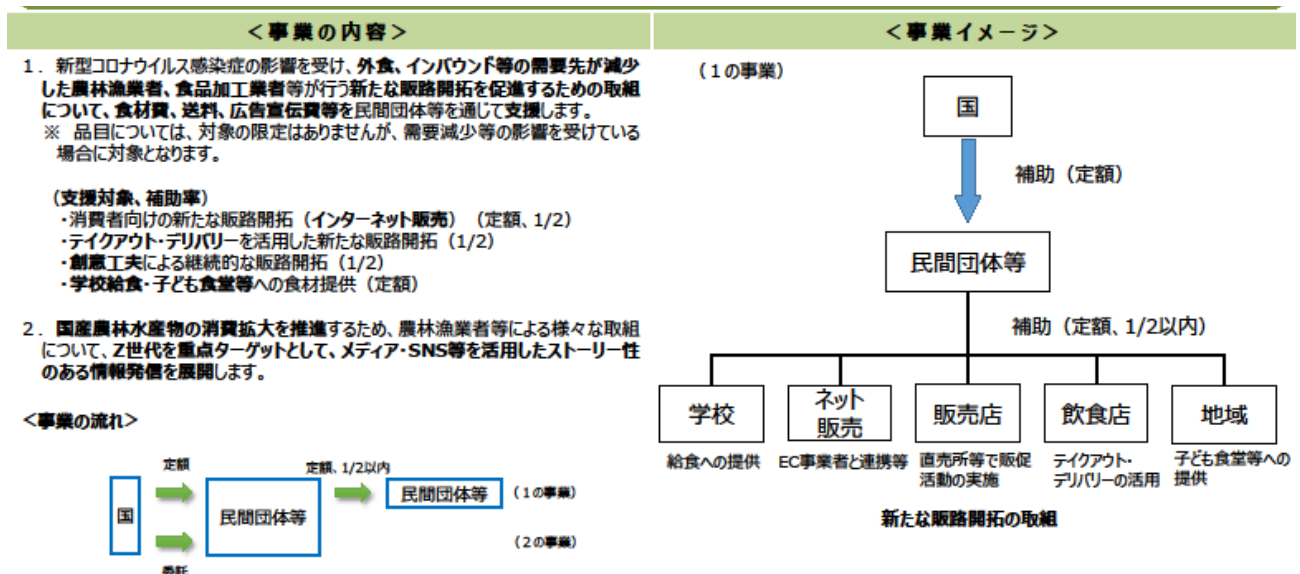 ＜事業の内容＞
１．新型コロナウイルス感染症の影響を受け、外食、インバウンド等の需要先が減少
した農林漁業者、食品加工業者等が行う新たな販路開拓を促進するための取組
について、食材費、送料、広告宣伝費等を民間団体等を通じて支援します。
※　品目については、対象の限定はありませんが、需要減少等の影響を受けている
場合に対象となります。
（支援対象、補助率）
・消費者向けの新たな販路開拓（インターネット販売）（定額、1/2）
・テイクアウト・デリバリーを活用した新たな販路開拓（1/2）
・創意工夫による継続的な販路開拓（1/2）
・学校給食・子ども食堂等への食材提供（定額）
２．国産農林水産物の消費拡大を推進するため、農林漁業者等による様々な取組
について、Z世代を重点ターゲットとして、メディア・SNS等を活用したストーリー性
のある情報発信を展開します。
＜事業の流れ＞
定額
定額、1/2以内
国
民間団体等
民間団体等
（１の事業）
（２の事業）
委託
＜事業イメージ＞
（１の事業）
国
補助（定額）
民間団体等
補助（定額、1/2以内）
学校
ネット
販売
販売店
飲食店
地域
給食への提供
EC事業者と連携等
直売所等で販促
活動の実施
テイクアウト・
デリバリーの活用
子ども食堂等への
提供
新たな販路開拓の取組